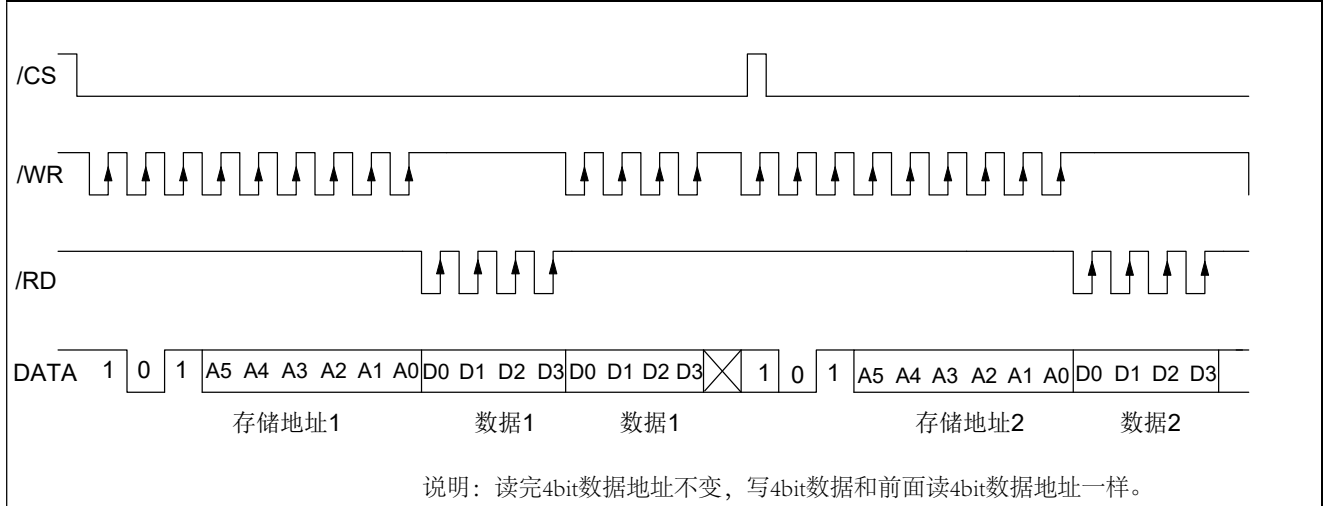 /CS
/WR
/RD
DATA 1 0 1 A5 A4 A3 A2 A1 A0 D0 D1 D2 D3 D0 D1 D2 D3 1 0 1 A5 A4 A3 A2 A1 A0 D0 D1 D2 D3
存储地址1 数据1 数据1 存储地址2 数据2
说明：读完4bit数据地址不变，写4bit数据和前面读4bit数据地址一样。